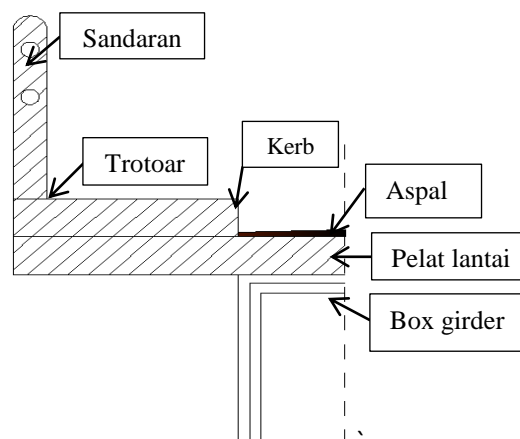 Sandaran
Kerb
Trotoar
Aspal
Pelat lantai
Box girder